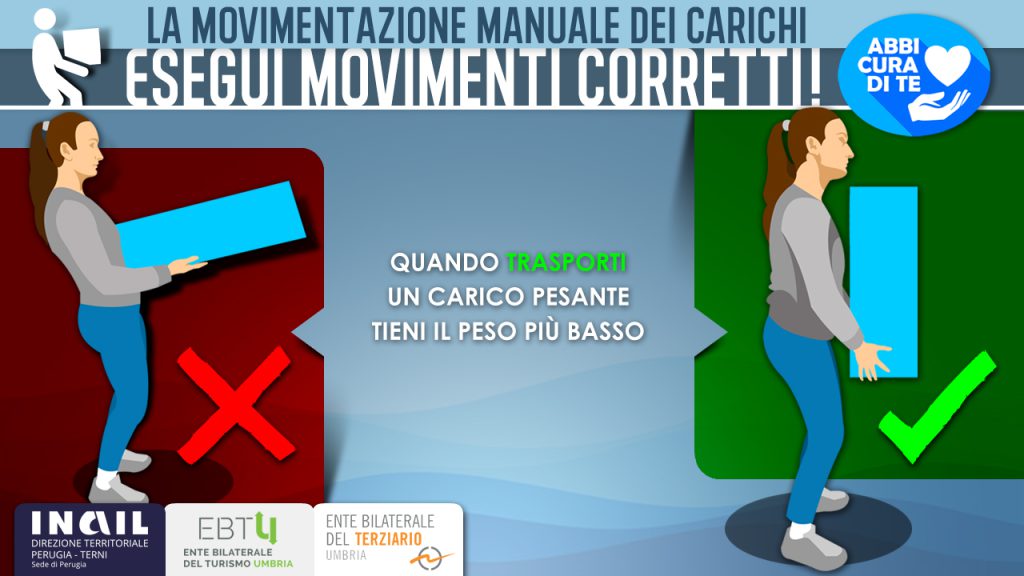 LA MOVIMENTAZIONE MANUALE DEI CARICHI
ESEGUI MOVIMENTI CORRETTI!
ABBI
CURA
DI TE
QUANDO TRASPORTI
UN CARICO PESANTE
TIENI IL PESO PIÙ BASSO
INAIL
DIREZIONE TERRITORIALE
PERUGIA - TERNI
Sede di Perugia
EBTU
ENTE BILATERALE
DEL TURISMO UMBRIA
ENTE BILATERALE
DEL TERZIARIO
UMBRIA